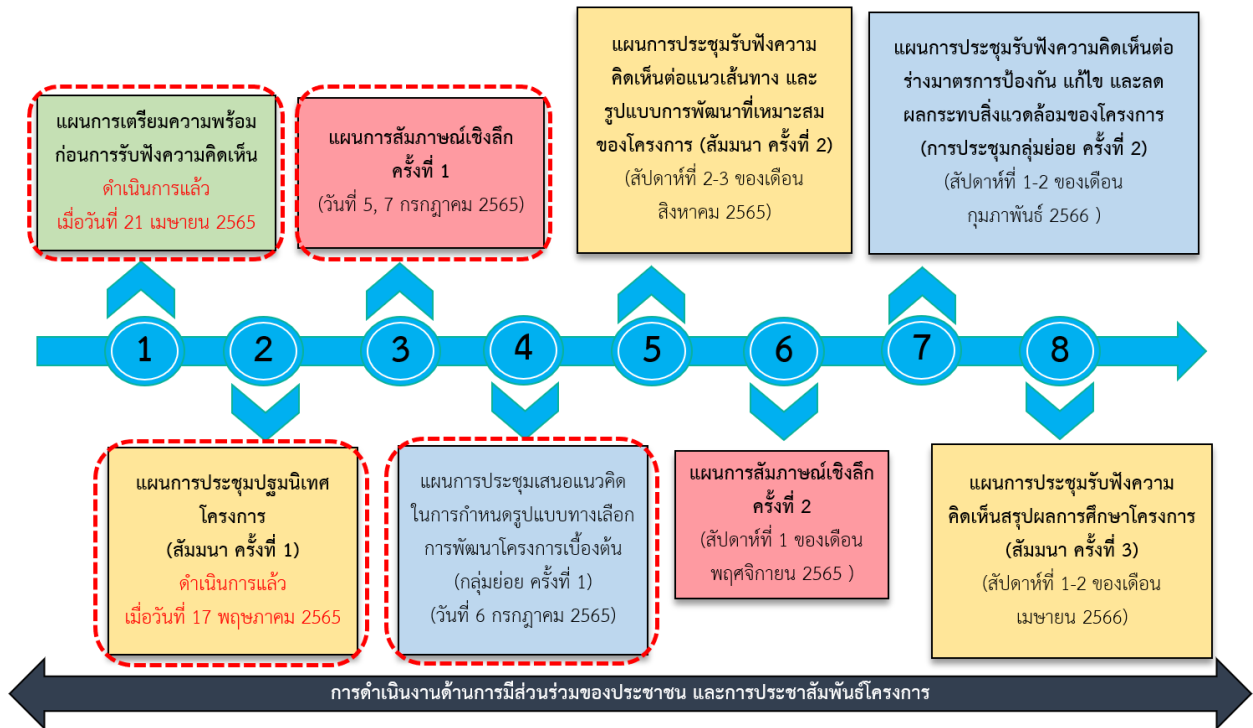 แผนการเตรียมความพร้อม
ก่อนการรับฟังความคิดเห็น
ดำเนินการแล้ว
เมื่อวันที่ 21 เมษายน 2565
แผนการสัมภาษณ์เชิงลึก
ครั้งที่ 1
(วันที่ 5, 7 กรกฎาคม 2565)
แผนการประชุมรับฟังความ
คิดเห็นต่อแนวเส้นทาง และ
รูปแบบการพัฒนาที่เหมาะสม
ของโครงการ (สัมมนา ครั้งที่ 2)
(สัปดาห์ที่ 2-3 ของเดือน
สิงหาคม 2565)
แผนการประชุมรับฟังความคิดเห็นต่อ
ร่างมาตรการป้องกัน แก้ไข และลด
ผลกระทบสิ่งแวดล้อมของโครงการ
(การประชุมกลุ่มย่อย ครั้งที่ 2)
(สัปดาห์ที่ 1-2 ของเดือน
กุมภาพันธ์ 2566 )
1
2
3
4
5
6
7
8
แผนการประชุมปฐมนิเทศ
โครงการ
(สัมมนา ครั้งที่ 1)
ดำเนินการแล้ว
เมื่อวันที่ 17 พฤษภาคม 2565
แผนการประชุมเสนอแนวคิด
ในการกำหนดรูปแบบทางเลือก
การพัฒนาโครงการเบื้องต้น
(กลุ่มย่อย ครั้งที่ 1)
(วันที่ 6 กรกฎาคม 2565)
แผนการสัมภาษณ์เชิงลึก
ครั้งที่ 2
(สัปดาห์ที่ 1 ของเดือน
พฤศจิกายน 2565 )
แผนการประชุมรับฟังความ
คิดเห็นสรุปผลการศึกษาโครงการ
(สัมมนา ครั้งที่ 3)
(สัปดาห์ที่ 1-2 ของเดือน
เมษายน 2566)
การดำเนินงานด้านการมีส่วนร่วมของประชาชน และการประชาสัมพันธ์โครงการ